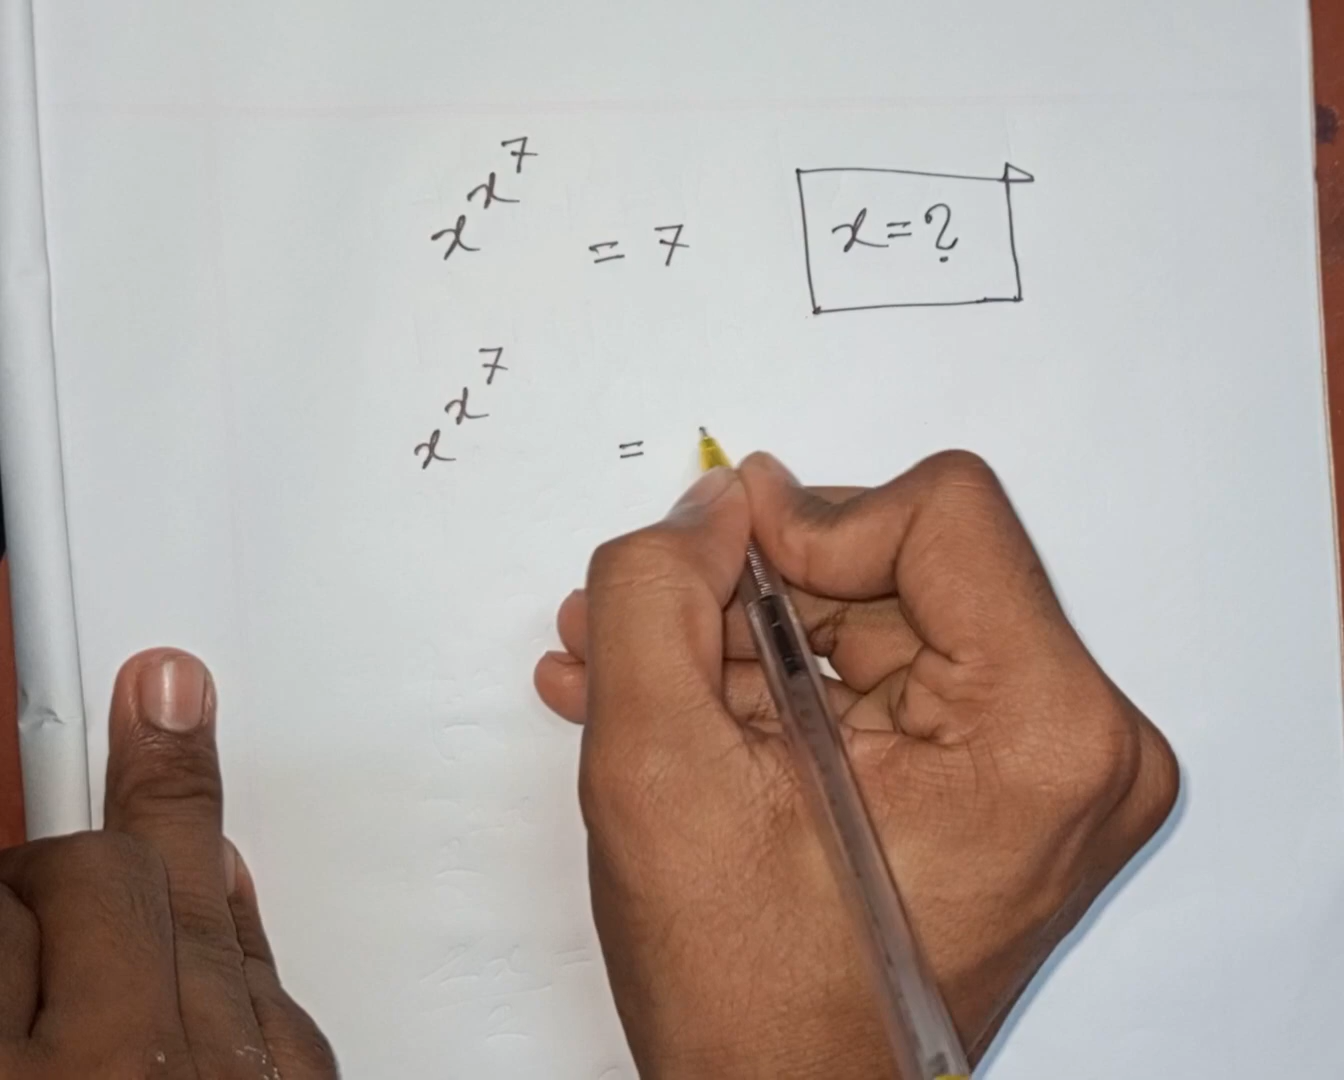 x^x^7 = 7
x = ?
x^x^7 =